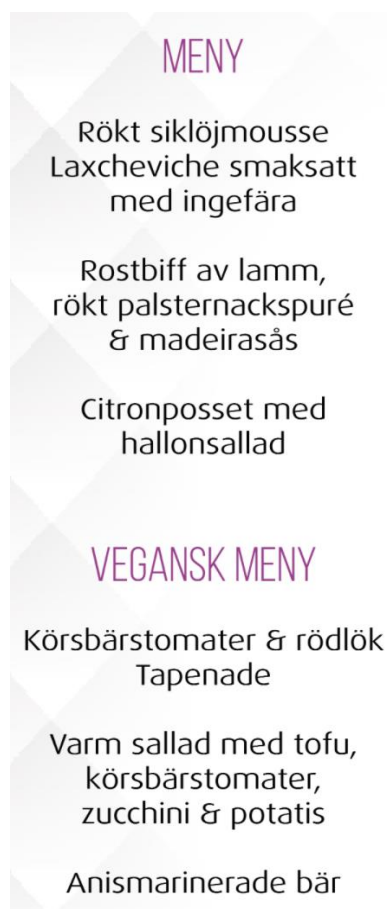 MENY
Rökt siklöjmousse
Laxcheviche smaksatt
med ingefära
Rostbiff av lamm,
rökt palsternackspuré
& madeirasås
Citronposset med
hallonsallad
VEGANSK MENY
Körsbärstomater & rödlök
Tapenade
Varm sallad med tofu,
körsbärstomater,
zucchini & potatis
Anismarinerade bär